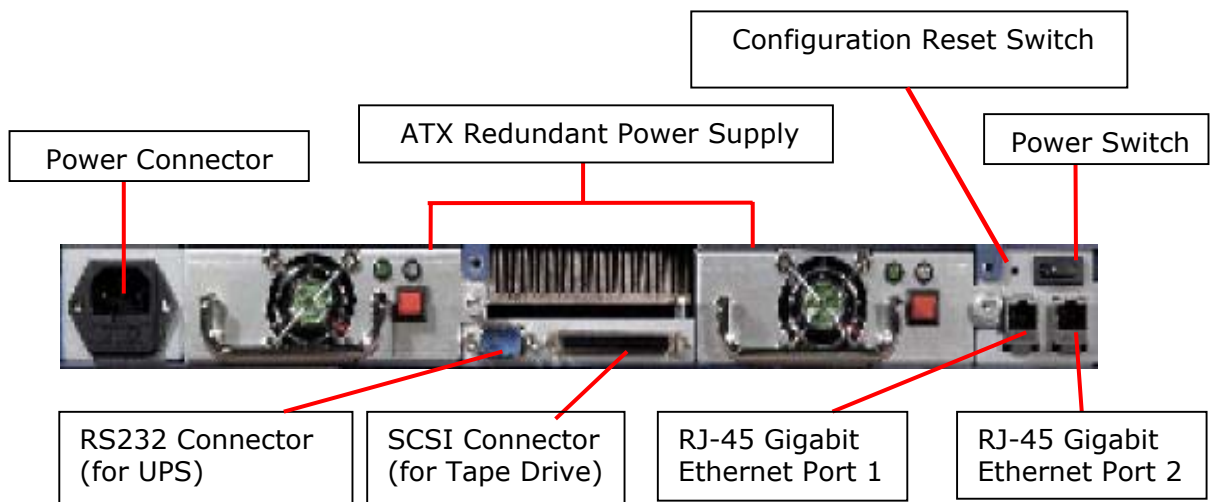 Configuration Reset Switch
ATX Redundant Power Supply
Power Switch
Power Connector
RS232 Connector
(for UPS)
SCSI Connector
(for Tape Drive)
RJ-45 Gigabit
Ethernet Port 1
RJ-45 Gigabit
Ethernet Port 2